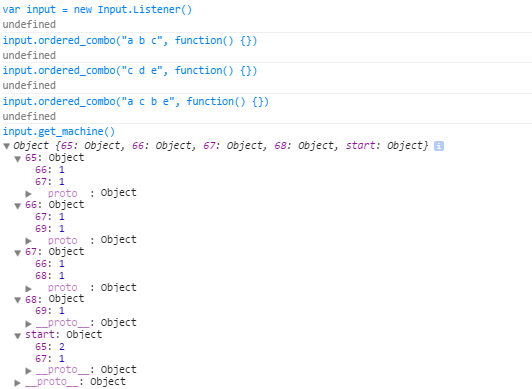 var input = new Input.Listener()
undefined
input.ordered_combo("a b c", function() {})
undefined
input.ordered_combo("c d e", function() {})
undefined
input.ordered_combo("a c b e", function() {})
undefined
input.get_machine()
Object {65: Object, 66: Object, 67: Object, 68: Object, start: Object} i
65: Object
66: 1
67: 1
__proto__: Object
66: Object
67: 1
69: 1
__proto__: Object
67: Object
66: 1
68: 1
__proto__: Object
68: Object
69: 1
__proto__: Object
start: Object
65: 2
67: 1
__proto__: Object
__proto__: Object